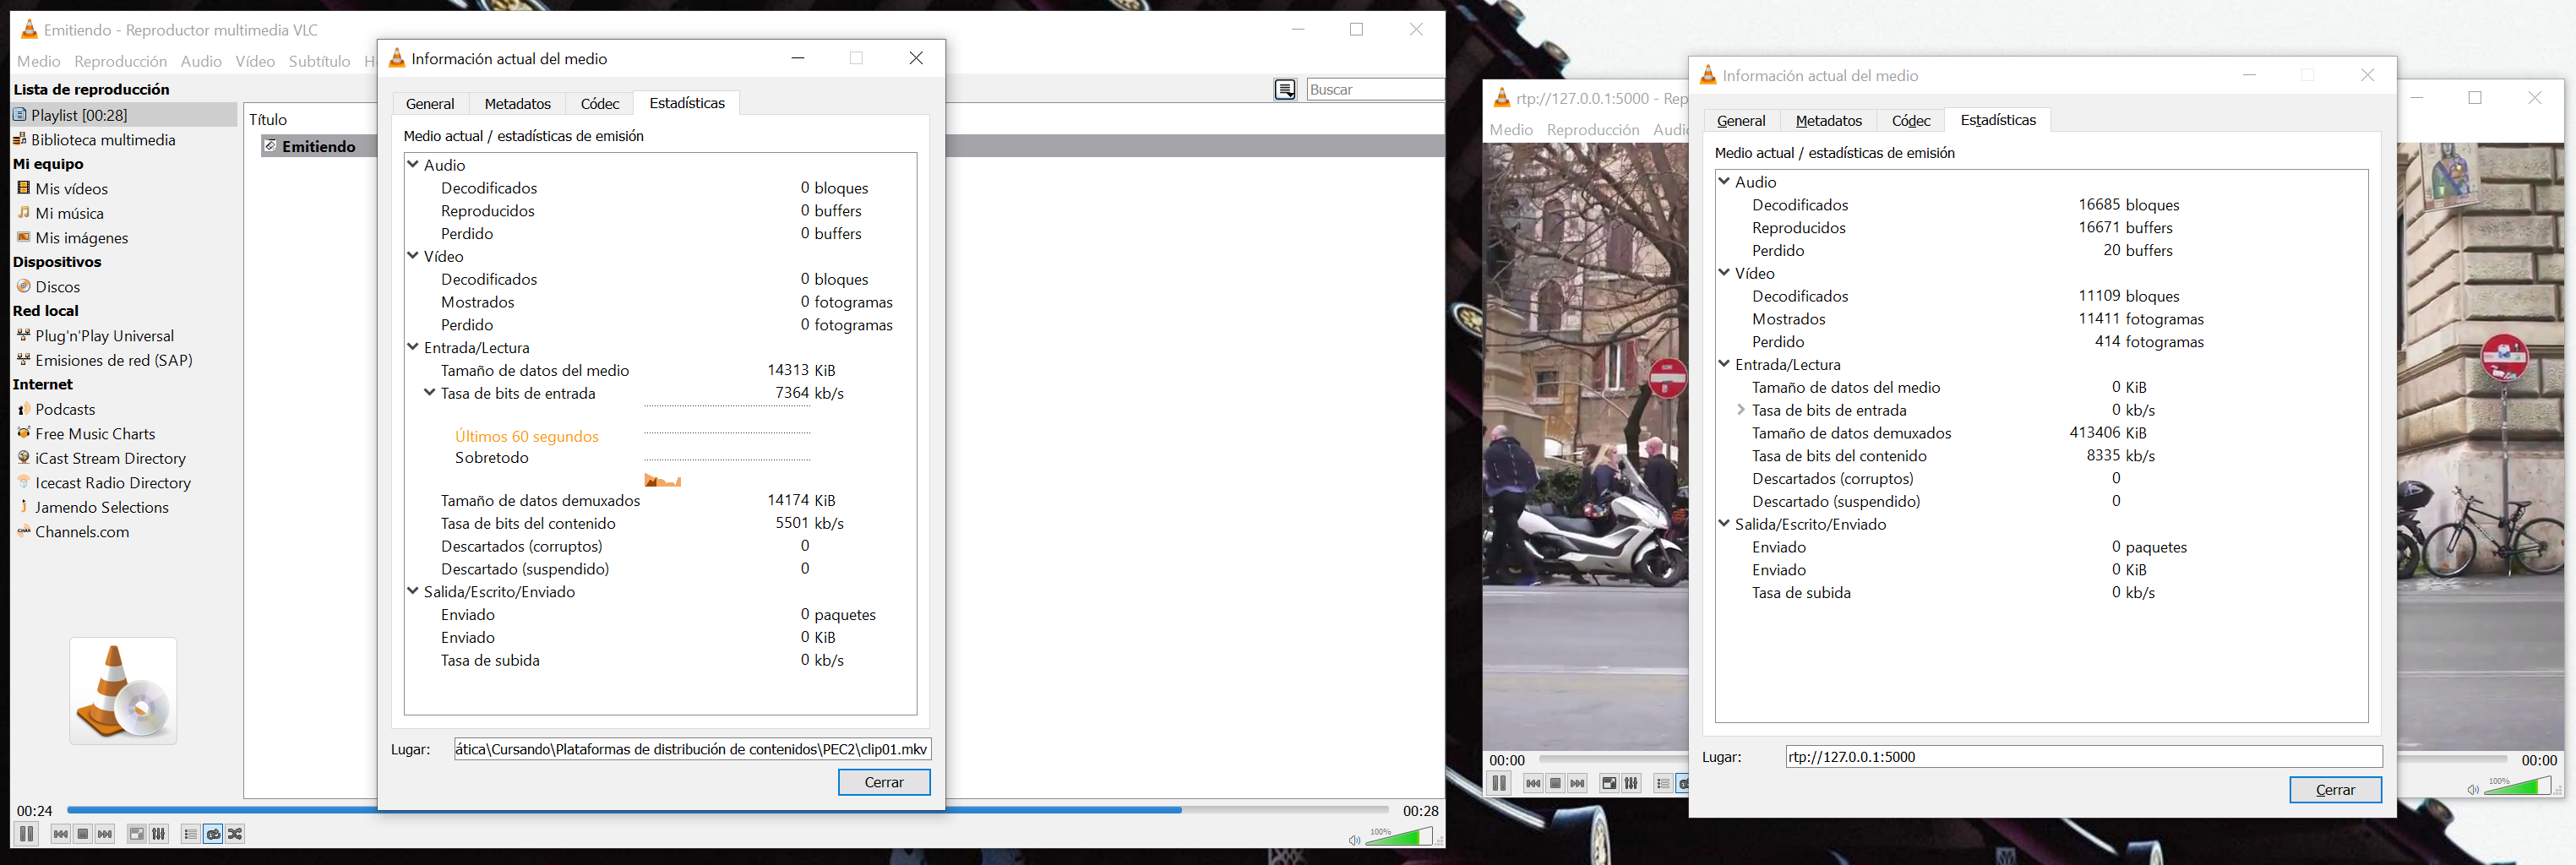 Emitiendo - Reproductor multimedia VLC
Medio Reproducción Audio Vídeo Subtítulo
Lista de reproducción
Playlist [00:28]
Biblioteca multimedia
Mi equipo
Mis vídeos
Mi música
Mis imágenes
Dispositivos
Discos
Red local
Plug'n'Play Universal
Emisiones de red (SAP)
Internet
Podcasts
Free Music Charts
iCast Stream Directory
Icecast Radio Directory
Jamendo Selections
Channels.com
Buscar
Título
Emitiendo
00:24
00:28
100%
Información actual del medio
General Metadatos Códec Estadísticas
Medio actual / estadísticas de emisión
Audio
Decodificados 0 bloques
Reproducidos 0 buffers
Perdido 0 buffers
Vídeo
Decodificados 0 bloques
Mostrados 0 fotogramas
Perdido 0 fotogramas
Entrada/Lectura
Tamaño de datos del medio 14313 KiB
Tasa de bits de entrada 7364 kb/s
Últimos 60 segundos
Sobretodo
Tamaño de datos demuxados 14174 KiB
Tasa de bits del contenido 5501 kb/s
Descartados (corruptos) 0
Descartado (suspendido) 0
Salida/Escrito/Enviado
Enviado 0 paquetes
Enviado 0 KiB
Tasa de subida 0 kb/s
Lugar: ática\Cursando\Plataformas de distribución de contenidos\PEC2\clip01.mkv
Cerrar
rtp://127.0.0.1:5000 - Rep
Medio Reproducción Audio
00:00
00:00
100%
Información actual del medio
General Metadatos Códec Estadísticas
Medio actual / estadísticas de emisión
Audio
Decodificados 16685 bloques
Reproducidos 16671 buffers
Perdido 20 buffers
Vídeo
Decodificados 11109 bloques
Mostrados 11411 fotogramas
Perdido 414 fotogramas
Entrada/Lectura
Tamaño de datos del medio 0 KiB
Tasa de bits de entrada 0 kb/s
Tamaño de datos demuxados 413406 KiB
Tasa de bits del contenido 8335 kb/s
Descartados (corruptos) 0
Descartado (suspendido) 0
Salida/Escrito/Enviado
Enviado 0 paquetes
Enviado 0 KiB
Tasa de subida 0 kb/s
Lugar: rtp://127.0.0.1:5000
Cerrar